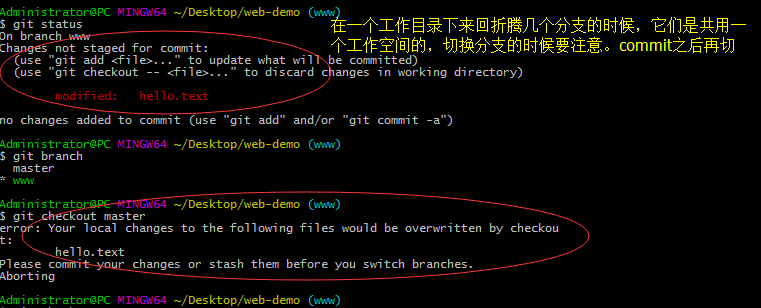 Administrator@PC MINGW64 ~/Desktop/web-demo (www)
$ git status
On branch www
Changes not staged for commit:
(use "git add <file>..." to update what will be committed)
(use "git checkout -- <file>..." to discard changes in working directory)
modified: hello.text
no changes added to commit (use "git add" and/or "git commit -a")
在一个工作目录下来回折腾几个分支的时候，它们是共用一
个工作空间的，切换分支的时候要注意。commit之后再切
Administrator@PC MINGW64 ~/Desktop/web-demo (www)
$ git branch
master
* www
Administrator@PC MINGW64 ~/Desktop/web-demo (www)
$ git checkout master
error: Your local changes to the following files would be overwritten by checkou
t:
hello.text
Please commit your changes or stash them before you switch branches.
Aborting
Administrator@PC MINGW64 ~/Desktop/web-demo (www)